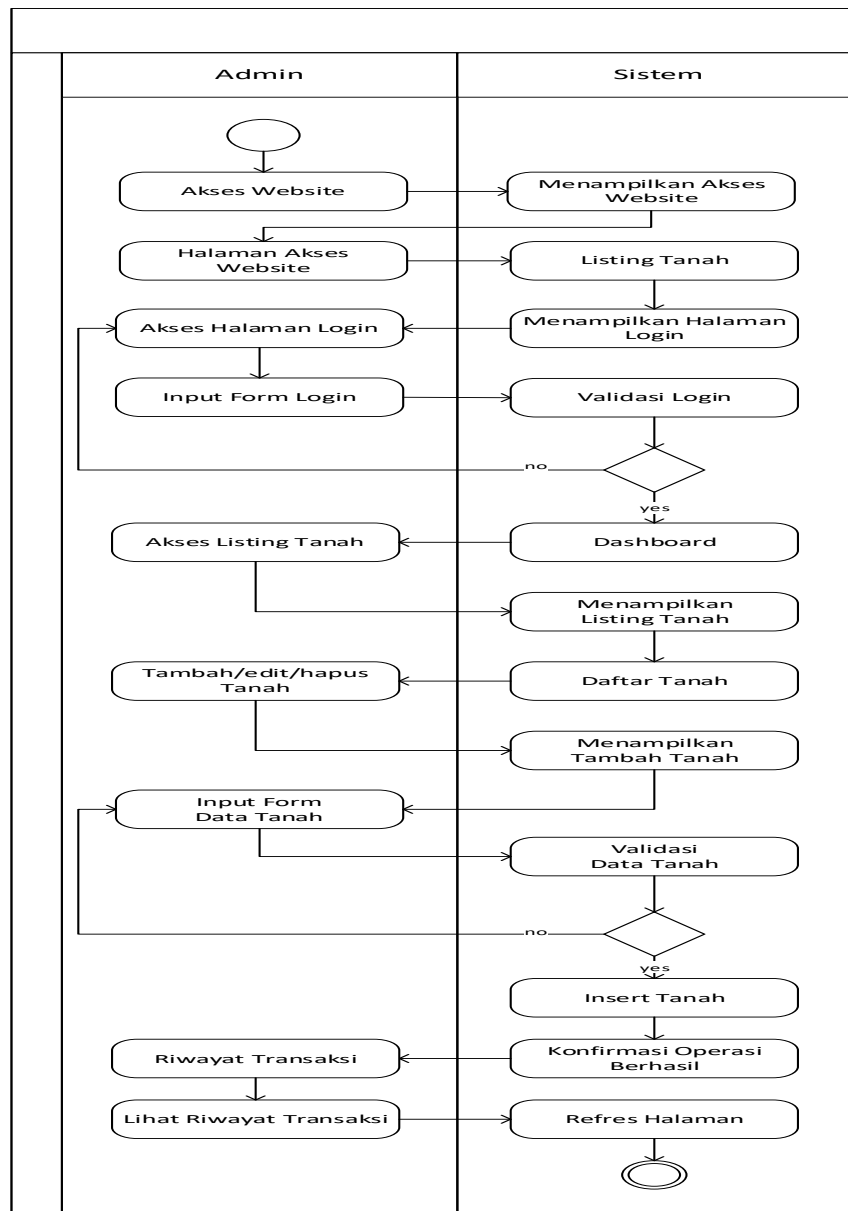 Admin
Sistem
Akses Website
Menampilkan Akses
Website
Halaman Akses
Website
Listing Tanah
Akses Halaman Login
Menampilkan Halaman
Login
Input Form Login
Validasi Login
no
yes
Akses Listing Tanah
Dashboard
Menampilkan
Listing Tanah
Tambah/edit/hapus
Tanah
Daftar Tanah
Menampilkan
Tambah Tanah
Input Form
Data Tanah
Validasi
Data Tanah
no
yes
Insert Tanah
Riwayat Transaksi
Konfirmasi Operasi
Berhasil
Lihat Riwayat Transaksi
Refres Halaman